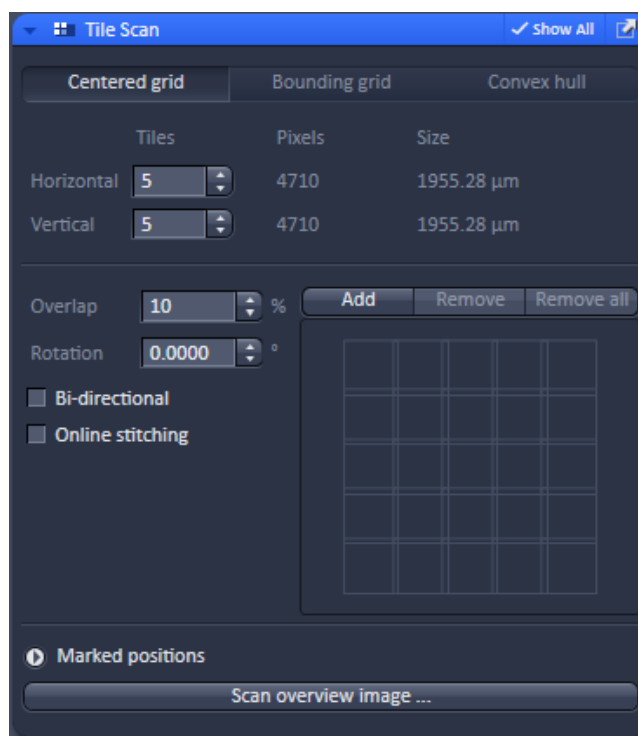 Tile Scan Show All
Centered grid Bounding grid Convex hull
Tiles Pixels Size
Horizontal 5 4710 1955.28 µm
Vertical 5 4710 1955.28 µm
Overlap 10 % Add Remove Remove all
Rotation 0.0000 °
Bi-directional
Online stitching
Marked positions
Scan overview image ...